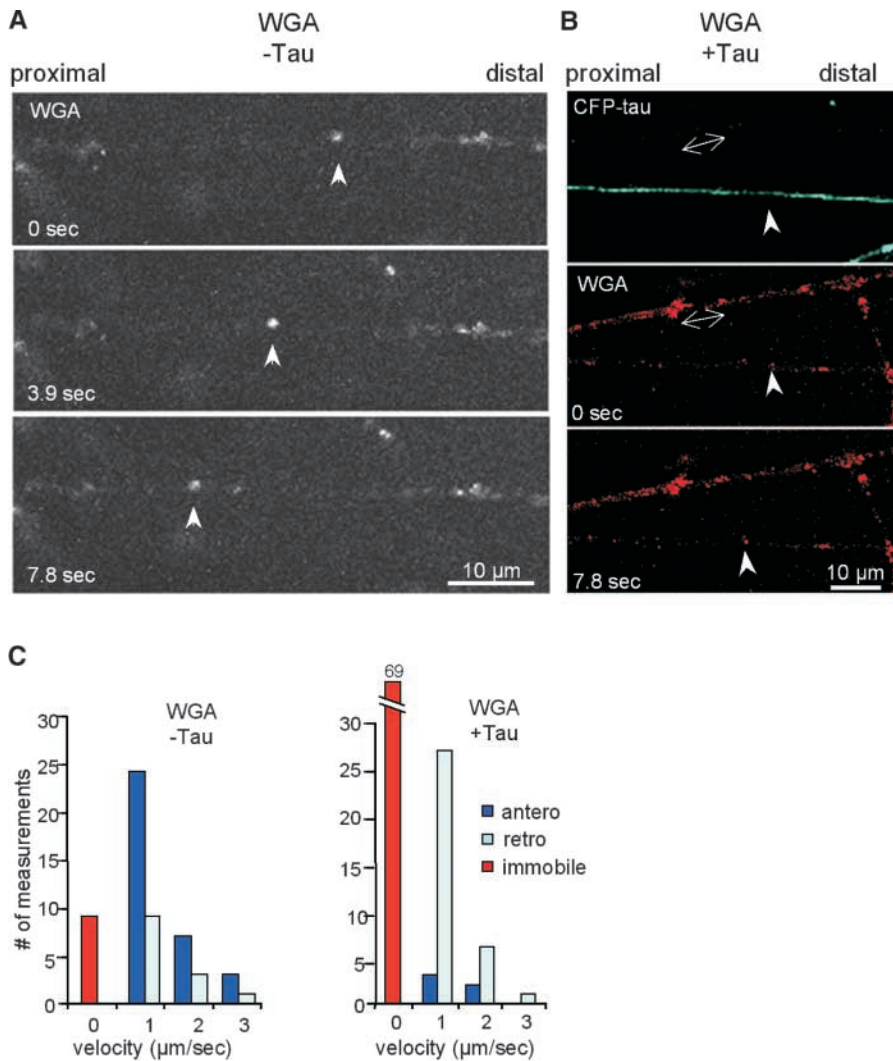 A
WGA
-Tau
proximal distal
WGA
0 sec
3.9 sec
7.8 sec
10 µm
B
WGA
+Tau
proximal distal
CFP-tau
WGA
0 sec
7.8 sec
10 µm
C
WGA
-Tau
# of measurements
30
25
20
15
10
5
0
0 1 2 3
velocity (µm/sec)
69
WGA
+Tau
30
25
20
15
10
5
0
0 1 2 3
velocity (µm/sec)
antero
retro
immobile